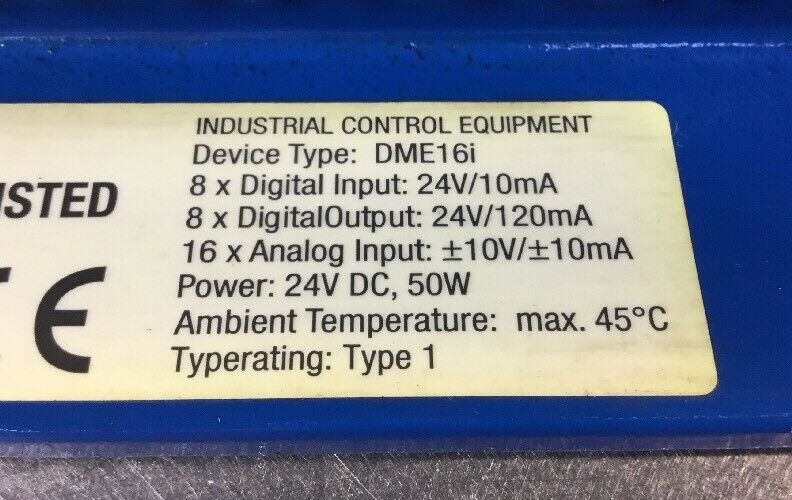 INDUSTRIAL CONTROL EQUIPMENT
Device Type: DME16i
8 x Digital Input: 24V/10mA
8 x DigitalOutput: 24V/120mA
16 x Analog Input: ±10V/±10mA
Power: 24V DC, 50W
Ambient Temperature: max. 45°C
Typerating: Type 1
ISTED
CE